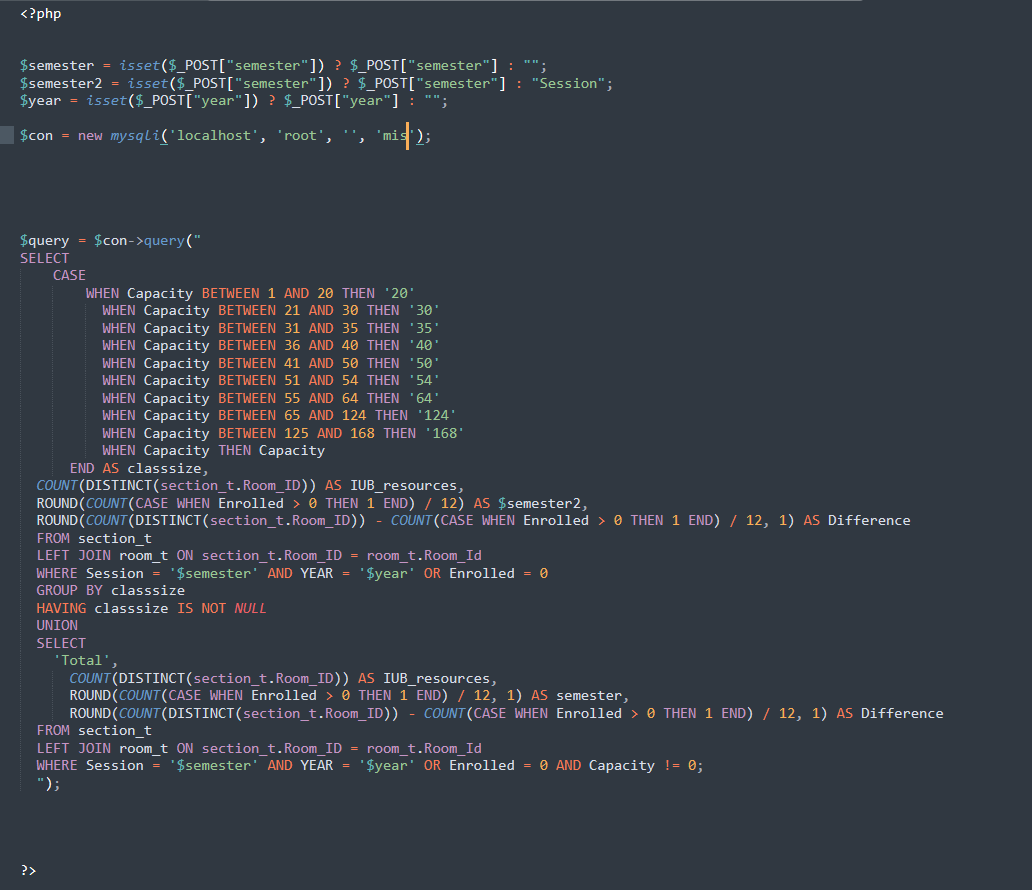 <?php
$semester = isset($_POST["semester"]) ? $_POST["semester"] : "";
$semester2 = isset($_POST["semester"]) ? $_POST["semester"] : "Session";
$year = isset($_POST["year"]) ? $_POST["year"] : "";
$con = new mysqli('localhost', 'root', '', 'mis');
$query = $con->query("
SELECT
CASE
WHEN Capacity BETWEEN 1 AND 20 THEN '20'
WHEN Capacity BETWEEN 21 AND 30 THEN '30'
WHEN Capacity BETWEEN 31 AND 35 THEN '35'
WHEN Capacity BETWEEN 36 AND 40 THEN '40'
WHEN Capacity BETWEEN 41 AND 50 THEN '50'
WHEN Capacity BETWEEN 51 AND 54 THEN '54'
WHEN Capacity BETWEEN 55 AND 64 THEN '64'
WHEN Capacity BETWEEN 65 AND 124 THEN '124'
WHEN Capacity BETWEEN 125 AND 168 THEN '168'
WHEN Capacity THEN Capacity
END AS classsize,
COUNT(DISTINCT(section_t.Room_ID)) AS IUB_resources,
ROUND(COUNT(CASE WHEN Enrolled > 0 THEN 1 END) / 12) AS $semester2,
ROUND(COUNT(DISTINCT(section_t.Room_ID)) - COUNT(CASE WHEN Enrolled > 0 THEN 1 END) / 12, 1) AS Difference
FROM section_t
LEFT JOIN room_t ON section_t.Room_ID = room_t.Room_Id
WHERE Session = '$semester' AND YEAR = '$year' OR Enrolled = 0
GROUP BY classsize
HAVING classsize IS NOT NULL
UNION
SELECT
'Total',
COUNT(DISTINCT(section_t.Room_ID)) AS IUB_resources,
ROUND(COUNT(CASE WHEN Enrolled > 0 THEN 1 END) / 12, 1) AS semester,
ROUND(COUNT(DISTINCT(section_t.Room_ID)) - COUNT(CASE WHEN Enrolled > 0 THEN 1 END) / 12, 1) AS Difference
FROM section_t
LEFT JOIN room_t ON section_t.Room_ID = room_t.Room_Id
WHERE Session = '$semester' AND YEAR = '$year' OR Enrolled = 0 AND Capacity != 0;
");
?>